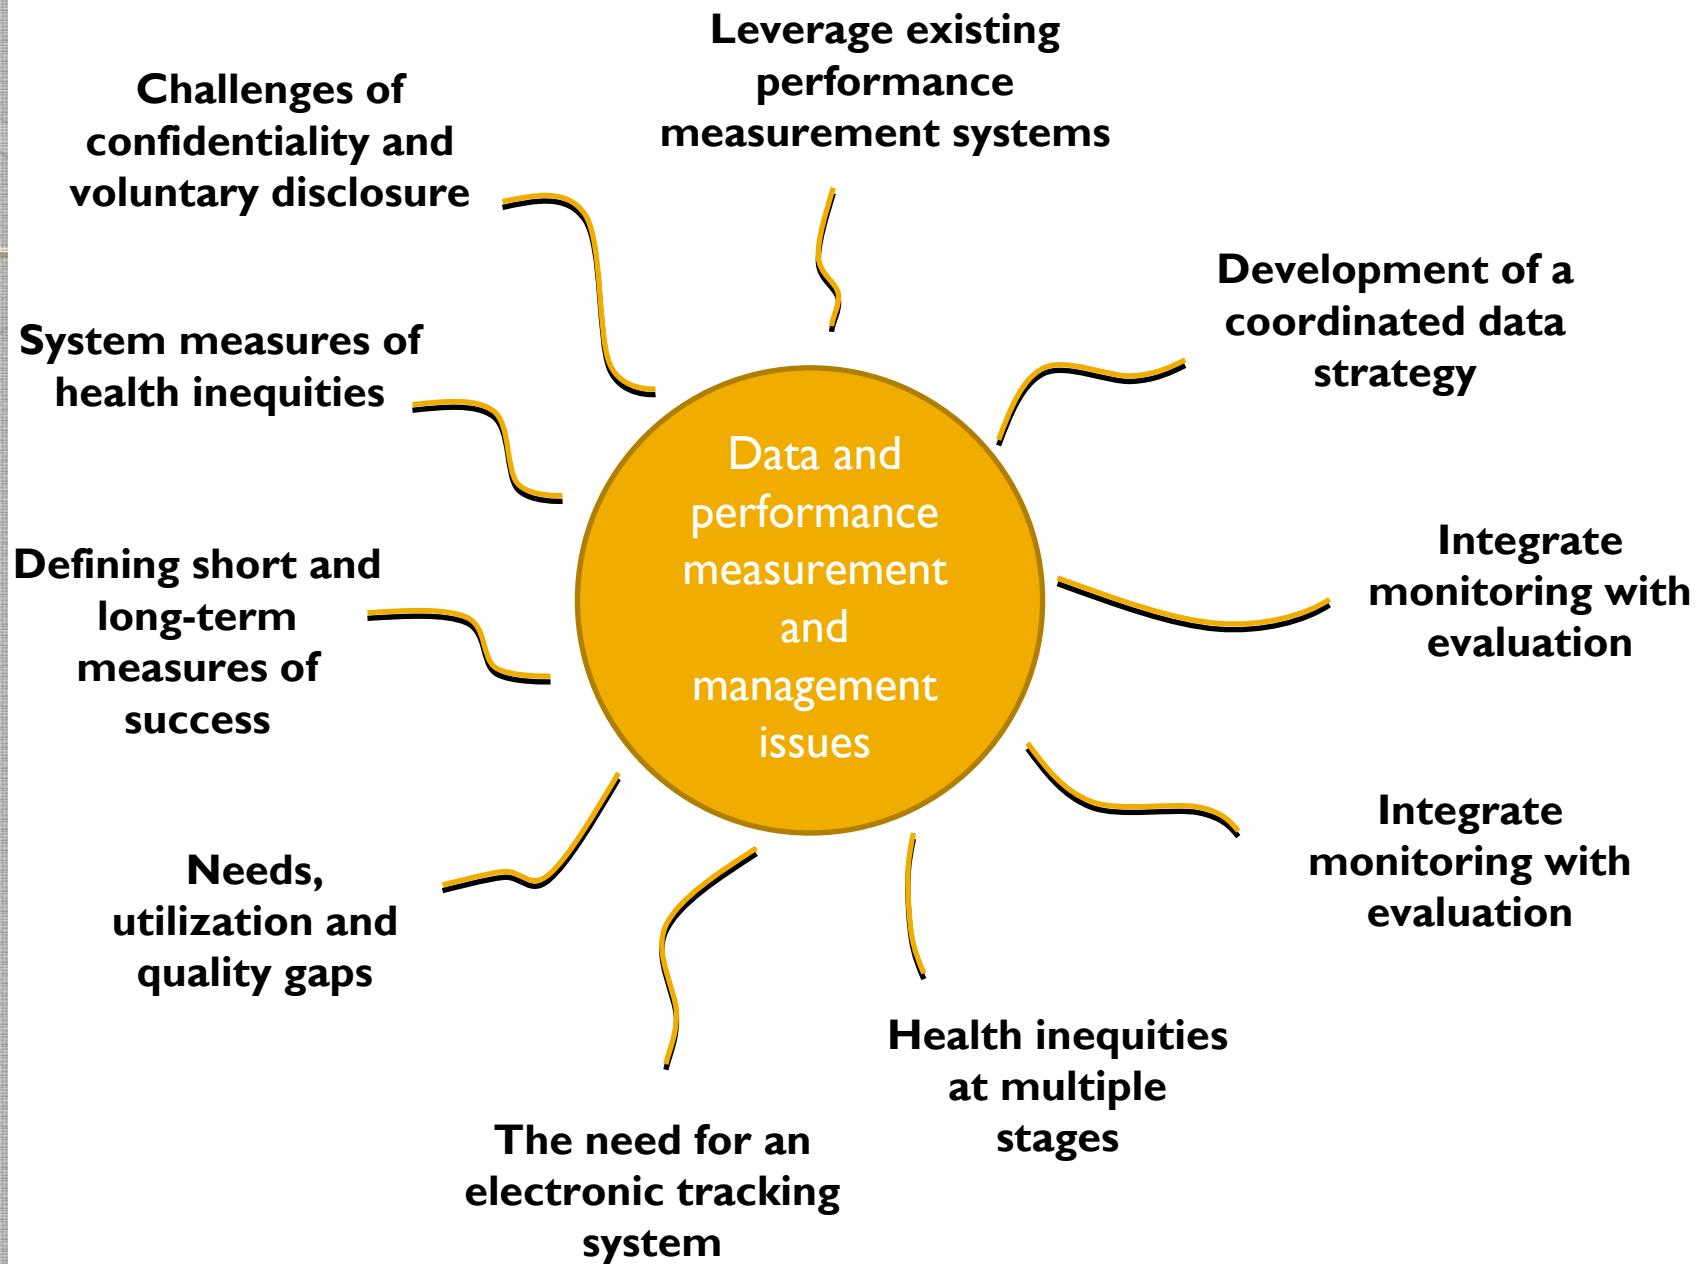 Leverage existing
performance
measurement systems
Challenges of
confidentiality and
voluntary disclosure
Development of a
coordinated data
strategy
System measures of
health inequities
Data and
performance
measurement
and
management
issues
Integrate
monitoring with
evaluation
Defining short and
long-term
measures of
success
Integrate
monitoring with
evaluation
Needs,
utilization and
quality gaps
Health inequities
at multiple
stages
The need for an
electronic tracking
system